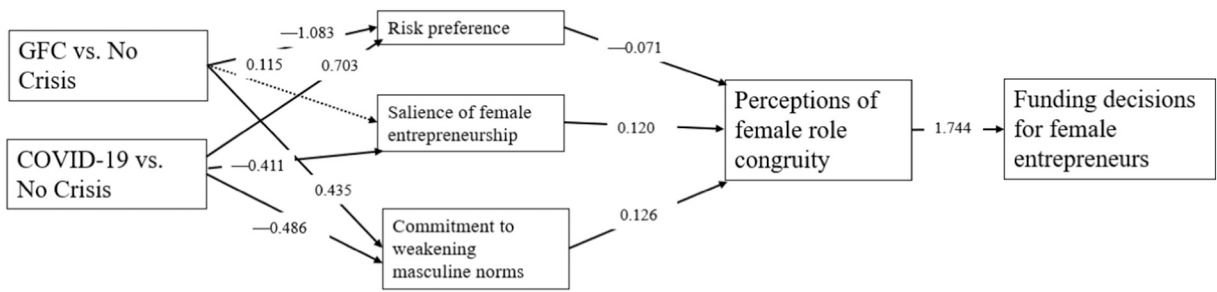 GFC vs. No
Crisis
COVID-19 vs.
No Crisis
—1.083
0.115
0.703
—0.411
0.435
—0.486
Risk preference
Salience of female
entrepreneurship
Commitment to
weakening
masculine norms
—0.071
0.120
0.126
Perceptions of
female role
congruity
1.744
Funding decisions
for female
entrepreneurs